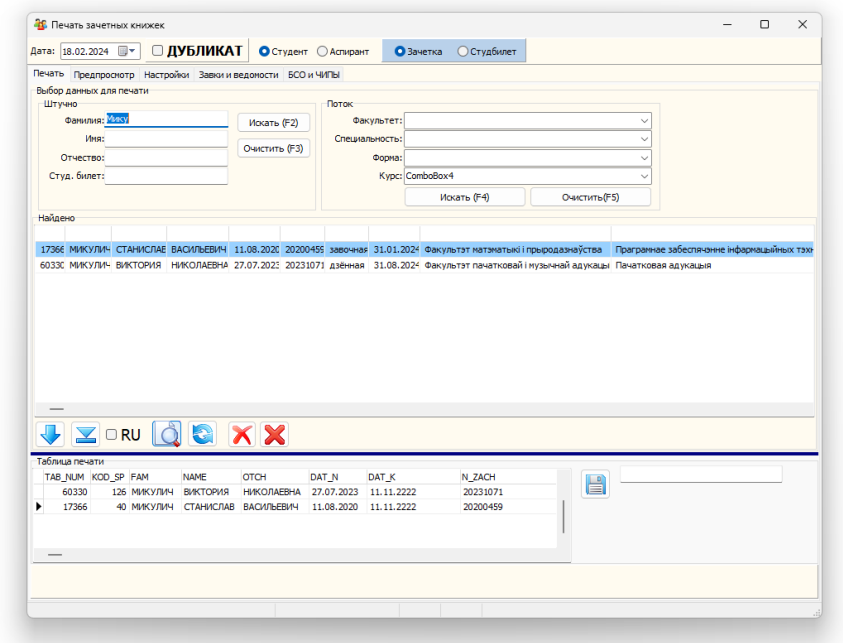 Печать зачетных книжек
Дата: 18.02.2024 ДУБЛИКАТ Студент Аспирант Зачетка Студбилет
Печать Предпросмотр Настройки Завки и ведоности БСО и ЧИПЫ
Выбор данных для печати
Штучно Поток
Фамилия: Мику Искать (F2) Факультет:
Имя: Специальность:
Очистить (F3)
Отчество: Форма:
Студ. билет: Курс: ComboBox4
Искать (F4) Очистить(F5)
Найдено
17366 МИКУЛИЧ СТАНИСЛАВ ВАСИЛЬЕВИЧ 11.08.2020 20200459 завочная 31.01.2024 Факультэт матэматыкі і прыродазнаўства Праграмнае забеспячэнне інфармацыйных тэхн
60330 МИКУЛИЧ ВИКТОРИЯ НИКОЛАЕВНА 27.07.2023 20231071 дзённая 31.08.2024 Факультэт пачатковай і музычнай адукацы Пачатковая адукацыя
RU
Таблица печати
TAB_NUM KOD_SP FAM NAME OTCH DAT_N DAT_K N_ZACH
60330 126 МИКУЛИЧ ВИКТОРИЯ НИКОЛАЕВНА 27.07.2023 11.11.2222 20231071
17366 40 МИКУЛИЧ СТАНИСЛАВ ВАСИЛЬЕВИЧ 11.08.2020 11.11.2222 20200459